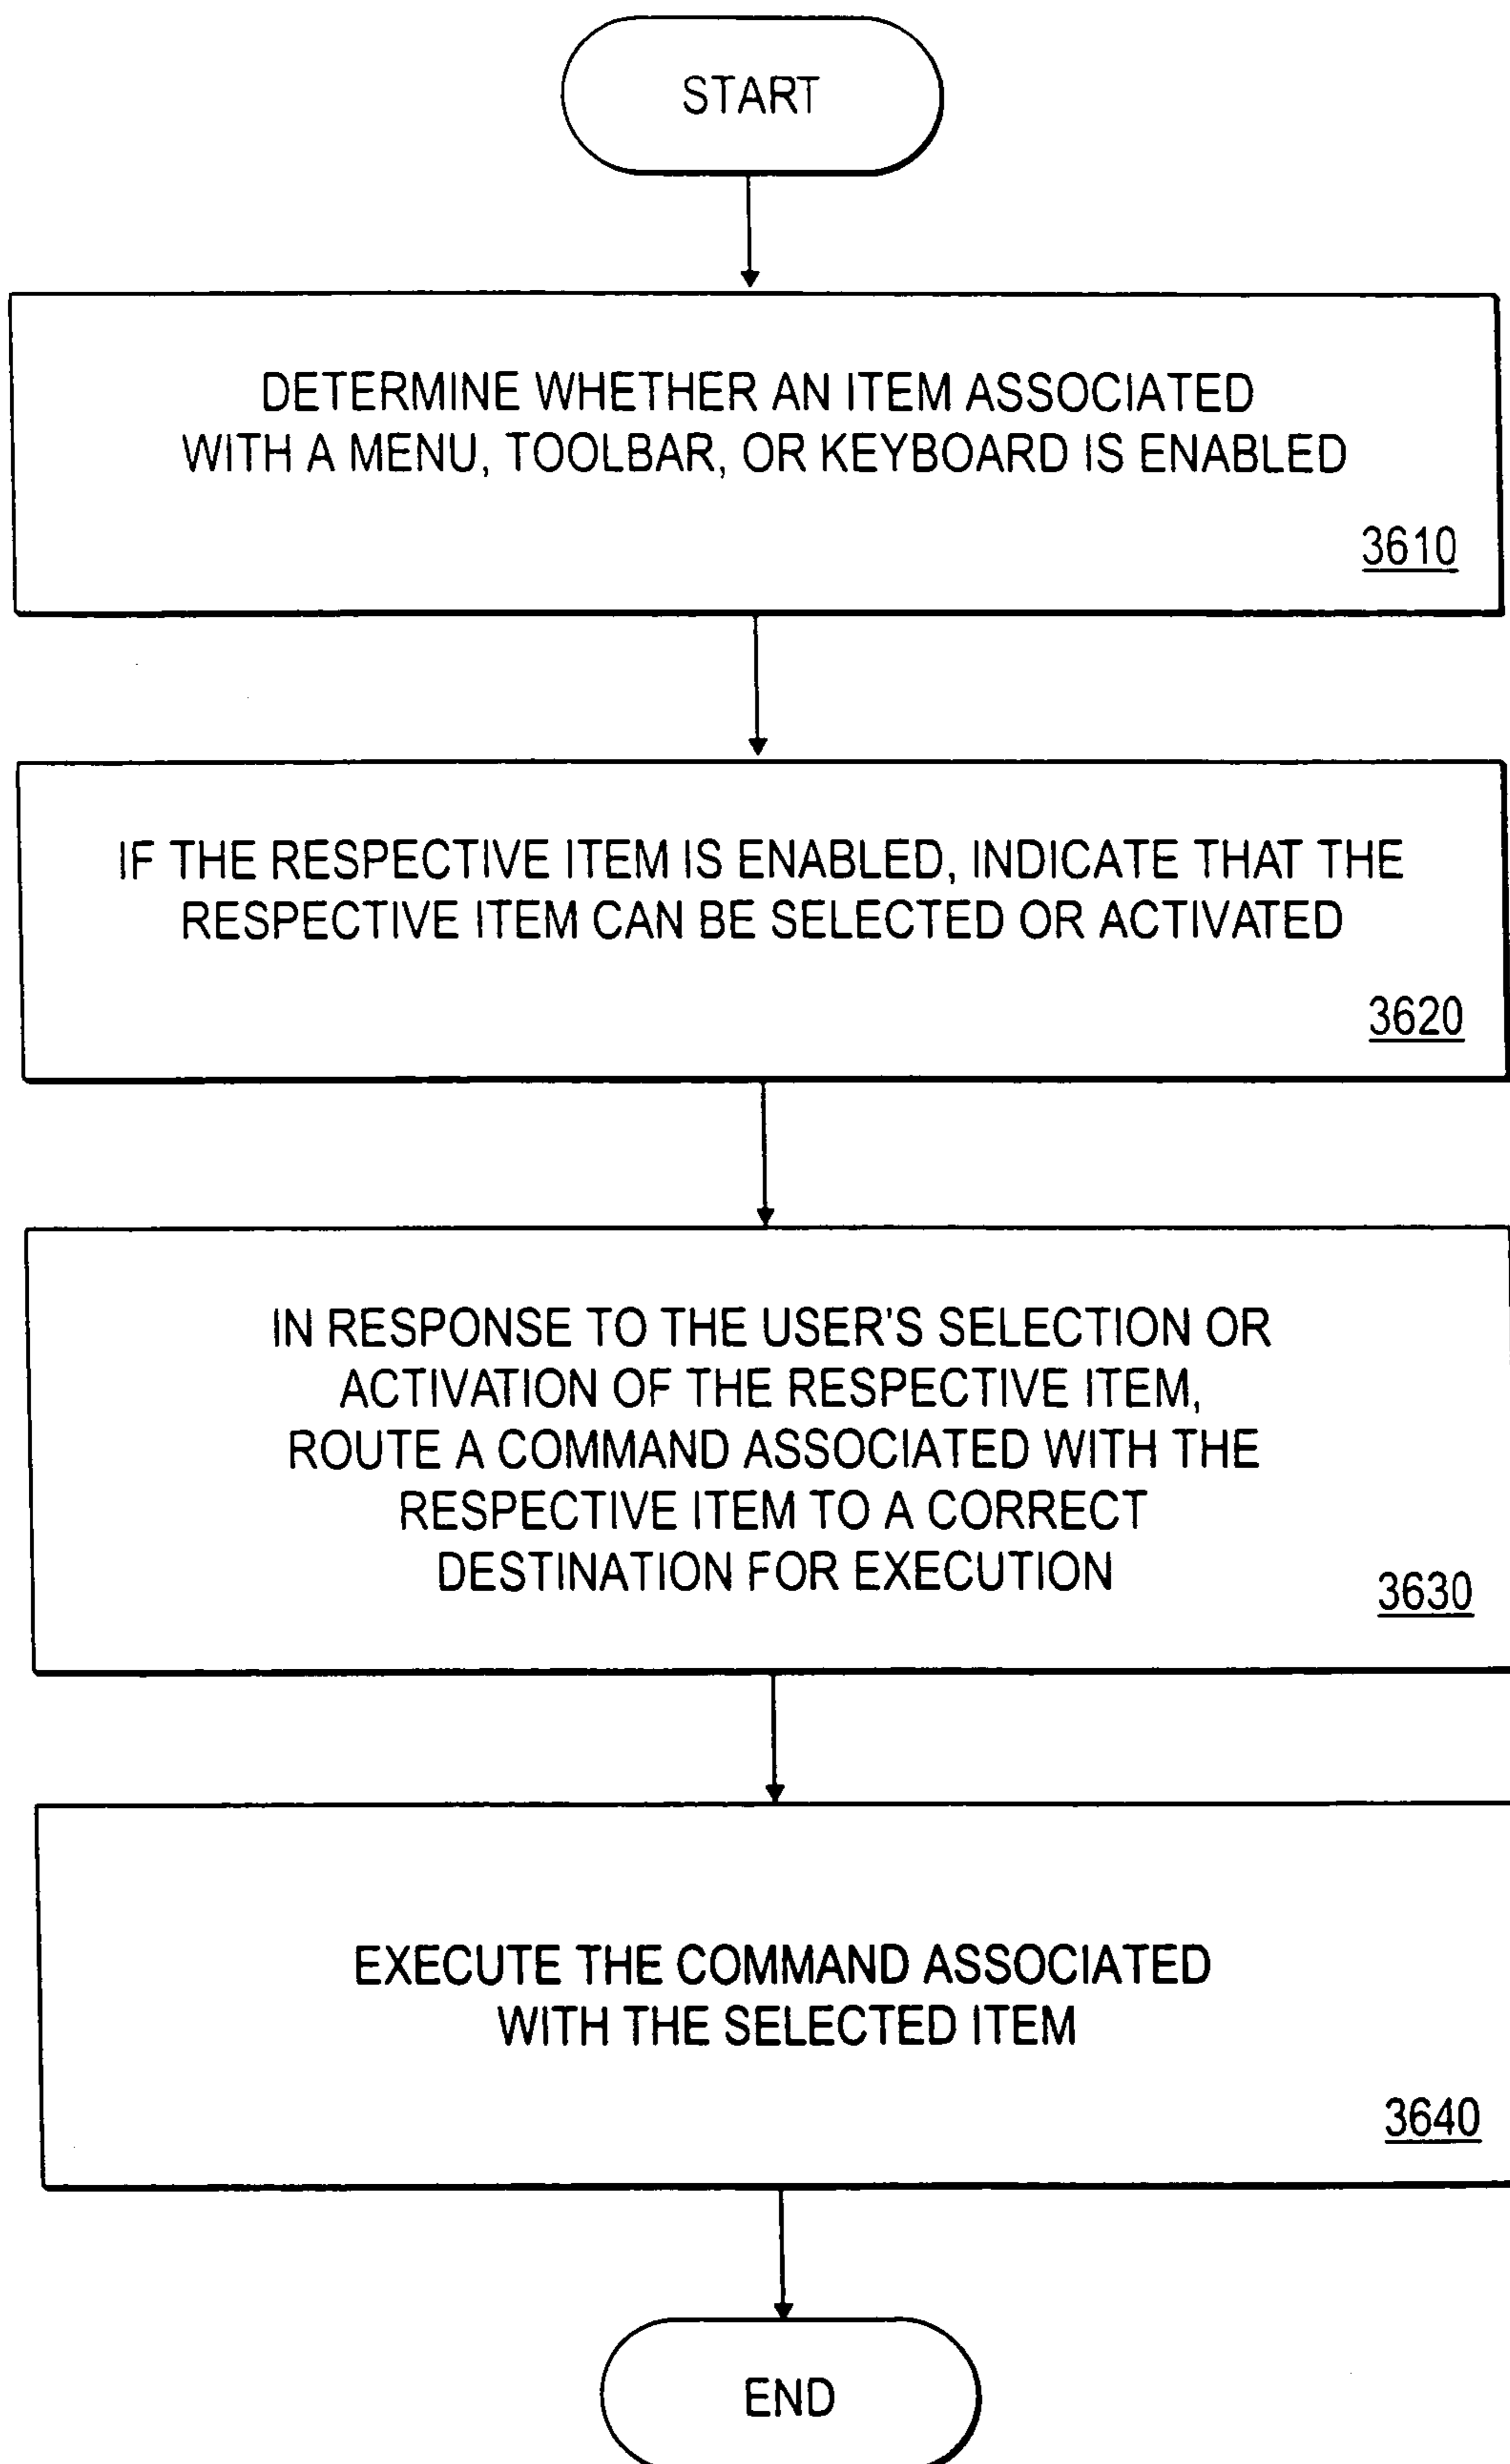 START
DETERMINE WHETHER AN ITEM ASSOCIATED
WITH A MENU, TOOLBAR, OR KEYBOARD IS ENABLED
3610
IF THE RESPECTIVE ITEM IS ENABLED, INDICATE THAT THE
RESPECTIVE ITEM CAN BE SELECTED OR ACTIVATED
3620
IN RESPONSE TO THE USER'S SELECTION OR
ACTIVATION OF THE RESPECTIVE ITEM,
ROUTE A COMMAND ASSOCIATED WITH THE
RESPECTIVE ITEM TO A CORRECT
DESTINATION FOR EXECUTION
3630
EXECUTE THE COMMAND ASSOCIATED
WITH THE SELECTED ITEM
3640
END